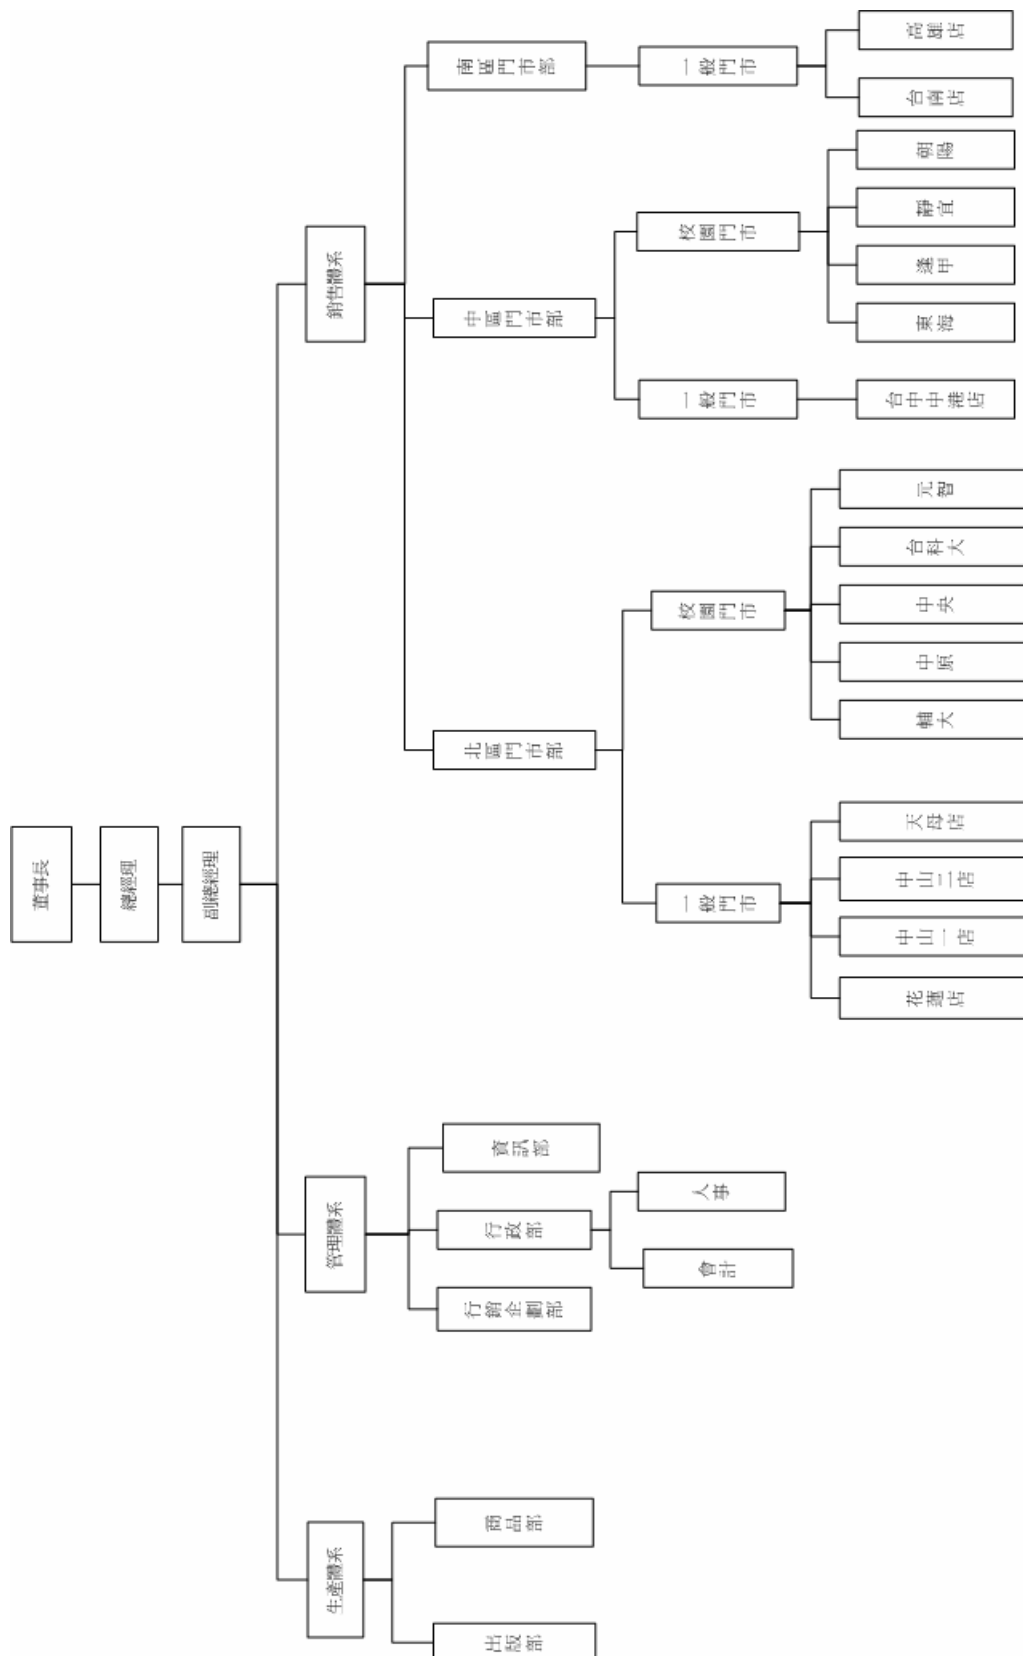 董事長
總經理
副總經理
生產體系
管理體系
銷售體系
出版部
商品部
行銷企劃部
行政部
資訊部
北區門市部
中區門市部
南區門市部
會計
人事
一般門市
校園門市
一般門市
校園門市
一般門市
花蓮店
中山一店
中山二店
天母店
輔大
中原
中央
台科大
元智
台中中港店
東海
逢甲
靜宜
朝陽
台南店
高雄店